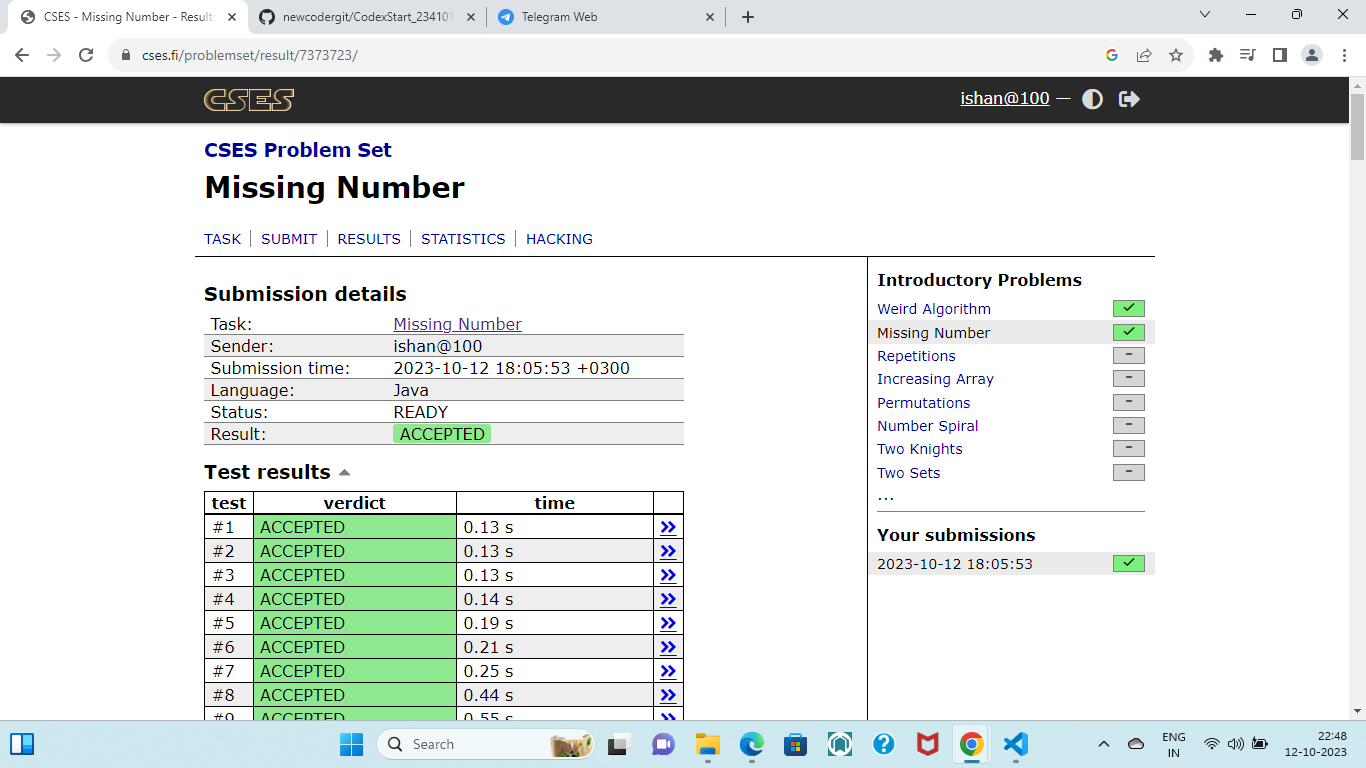 CSES - Missing Number - Results
newcodergit/CodexStart_234101
Telegram Web
cses.fi/problemset/result/7373723/
CSES
ishan@100 —
CSES Problem Set
Missing Number
TASK | SUBMIT | RESULTS | STATISTICS | HACKING
Submission details
Task: Missing Number
Sender: ishan@100
Submission time: 2023-10-12 18:05:53 +0300
Language: Java
Status: READY
Result: ACCEPTED
Test results
test verdict time
#1 ACCEPTED 0.13 s »
#2 ACCEPTED 0.13 s »
#3 ACCEPTED 0.13 s »
#4 ACCEPTED 0.14 s »
#5 ACCEPTED 0.19 s »
#6 ACCEPTED 0.21 s »
#7 ACCEPTED 0.25 s »
#8 ACCEPTED 0.44 s »
#9 ACCEPTED 0.55 s »
Introductory Problems
Weird Algorithm
Missing Number
Repetitions -
Increasing Array -
Permutations -
Number Spiral -
Two Knights -
Two Sets -
...
Your submissions
2023-10-12 18:05:53
Search
ENG
IN
22:48
12-10-2023